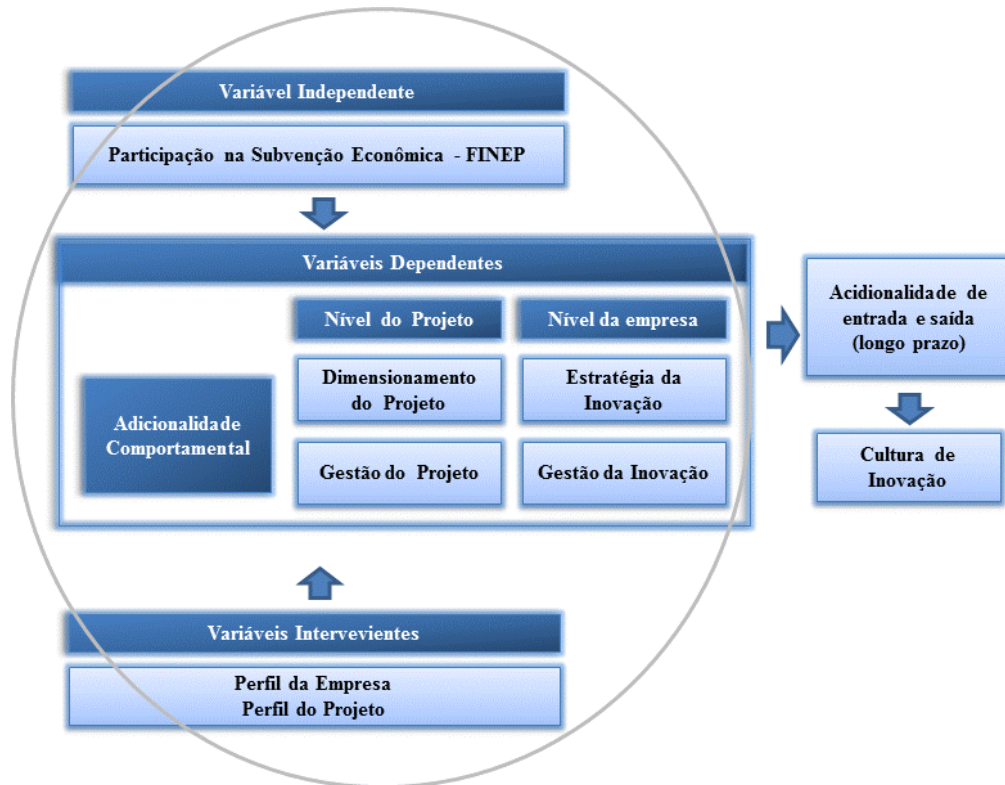 Variável Independente
Participação na Subvenção Econômica - FINEP
Variáveis Dependentes
Nível do Projeto
Nível da empresa
Adicionalidade
Comportamental
Dimensionamento
do Projeto
Estratégia da
Inovação
Gestão do Projeto
Gestão da Inovação
Acidionalidade de
entrada e saída
(longo prazo)
Cultura de
Inovação
Variáveis Intervevientes
Perfil da Empresa
Perfil do Projeto